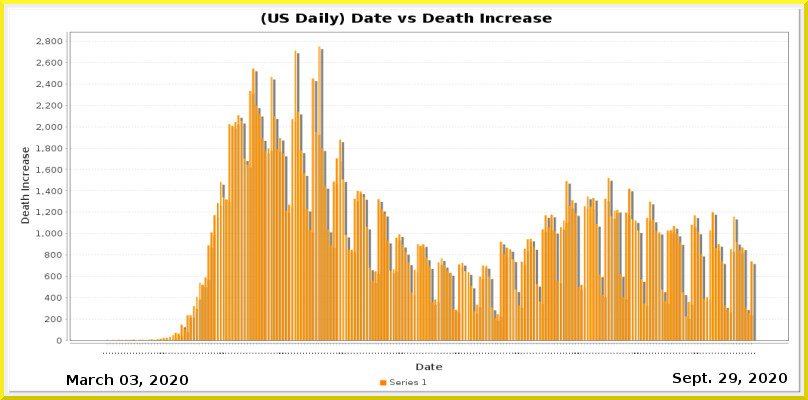 (US Daily) Date vs Death Increase
2,800
2,600
2,400
2,200
2,000
1,800
1,600
1,400
1,200
1,000
800
600
400
200
0
Death Increase
Date
March 03, 2020
Series 1
Sept. 29, 2020